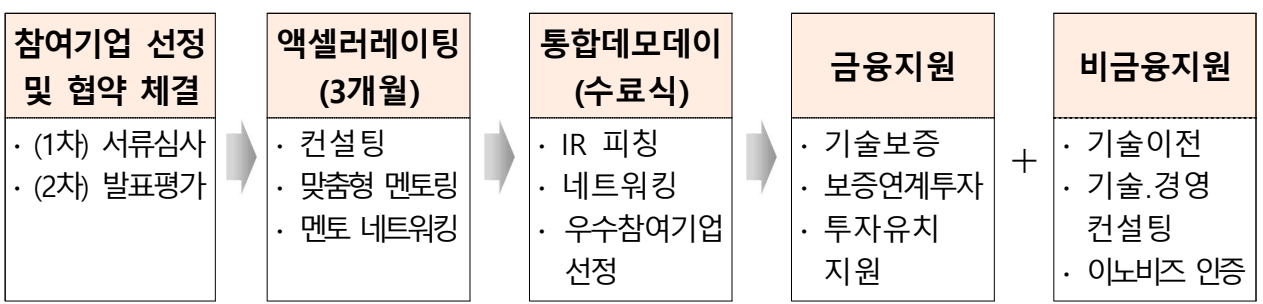 참여기업 선정
및 협약 체결
· (1차) 서류심사
· (2차) 발표평가
액셀러레이팅
(3개월)
· 컨설팅
· 맞춤형 멘토링
· 멘토 네트워킹
통합데모데이
(수료식)
· IR 피칭
· 네트워킹
· 우수참여기업
선정
금융지원
· 기술보증
· 보증연계투자
· 투자유치
지원
+
비금융지원
· 기술이전
· 기술.경영
컨설팅
· 이노비즈 인증